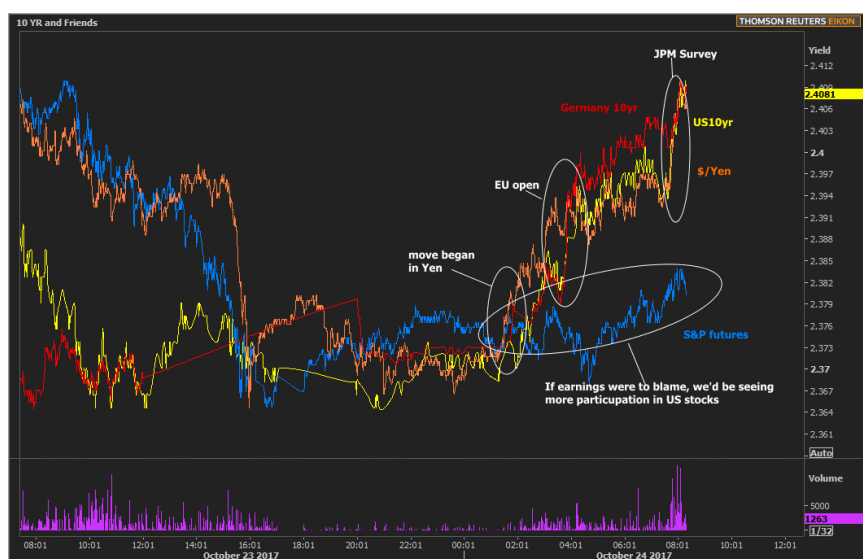 10 YR and Friends
THOMSON REUTERS EIKON
Yield
JPM Survey
2.412
2.409
2.4081
2.406
Germany 10yr
US10yr
2.403
2.4
2.397
$/Yen
2.394
EU open
2.391
2.388
move began
in Yen
2.385
2.382
2.379
2.376
S&P futures
2.373
2.37
If earnings were to blame, we'd be seeing
more particupation in US stocks
2.367
2.364
2.361
Auto
Volume
5000
1263
1/32
08:01 10:01 12:01 14:01 16:01 18:01 20:01 22:01 00:01 02:01 04:01 06:01 08:01 10:01 12:01
October 23 2017 October 24 2017